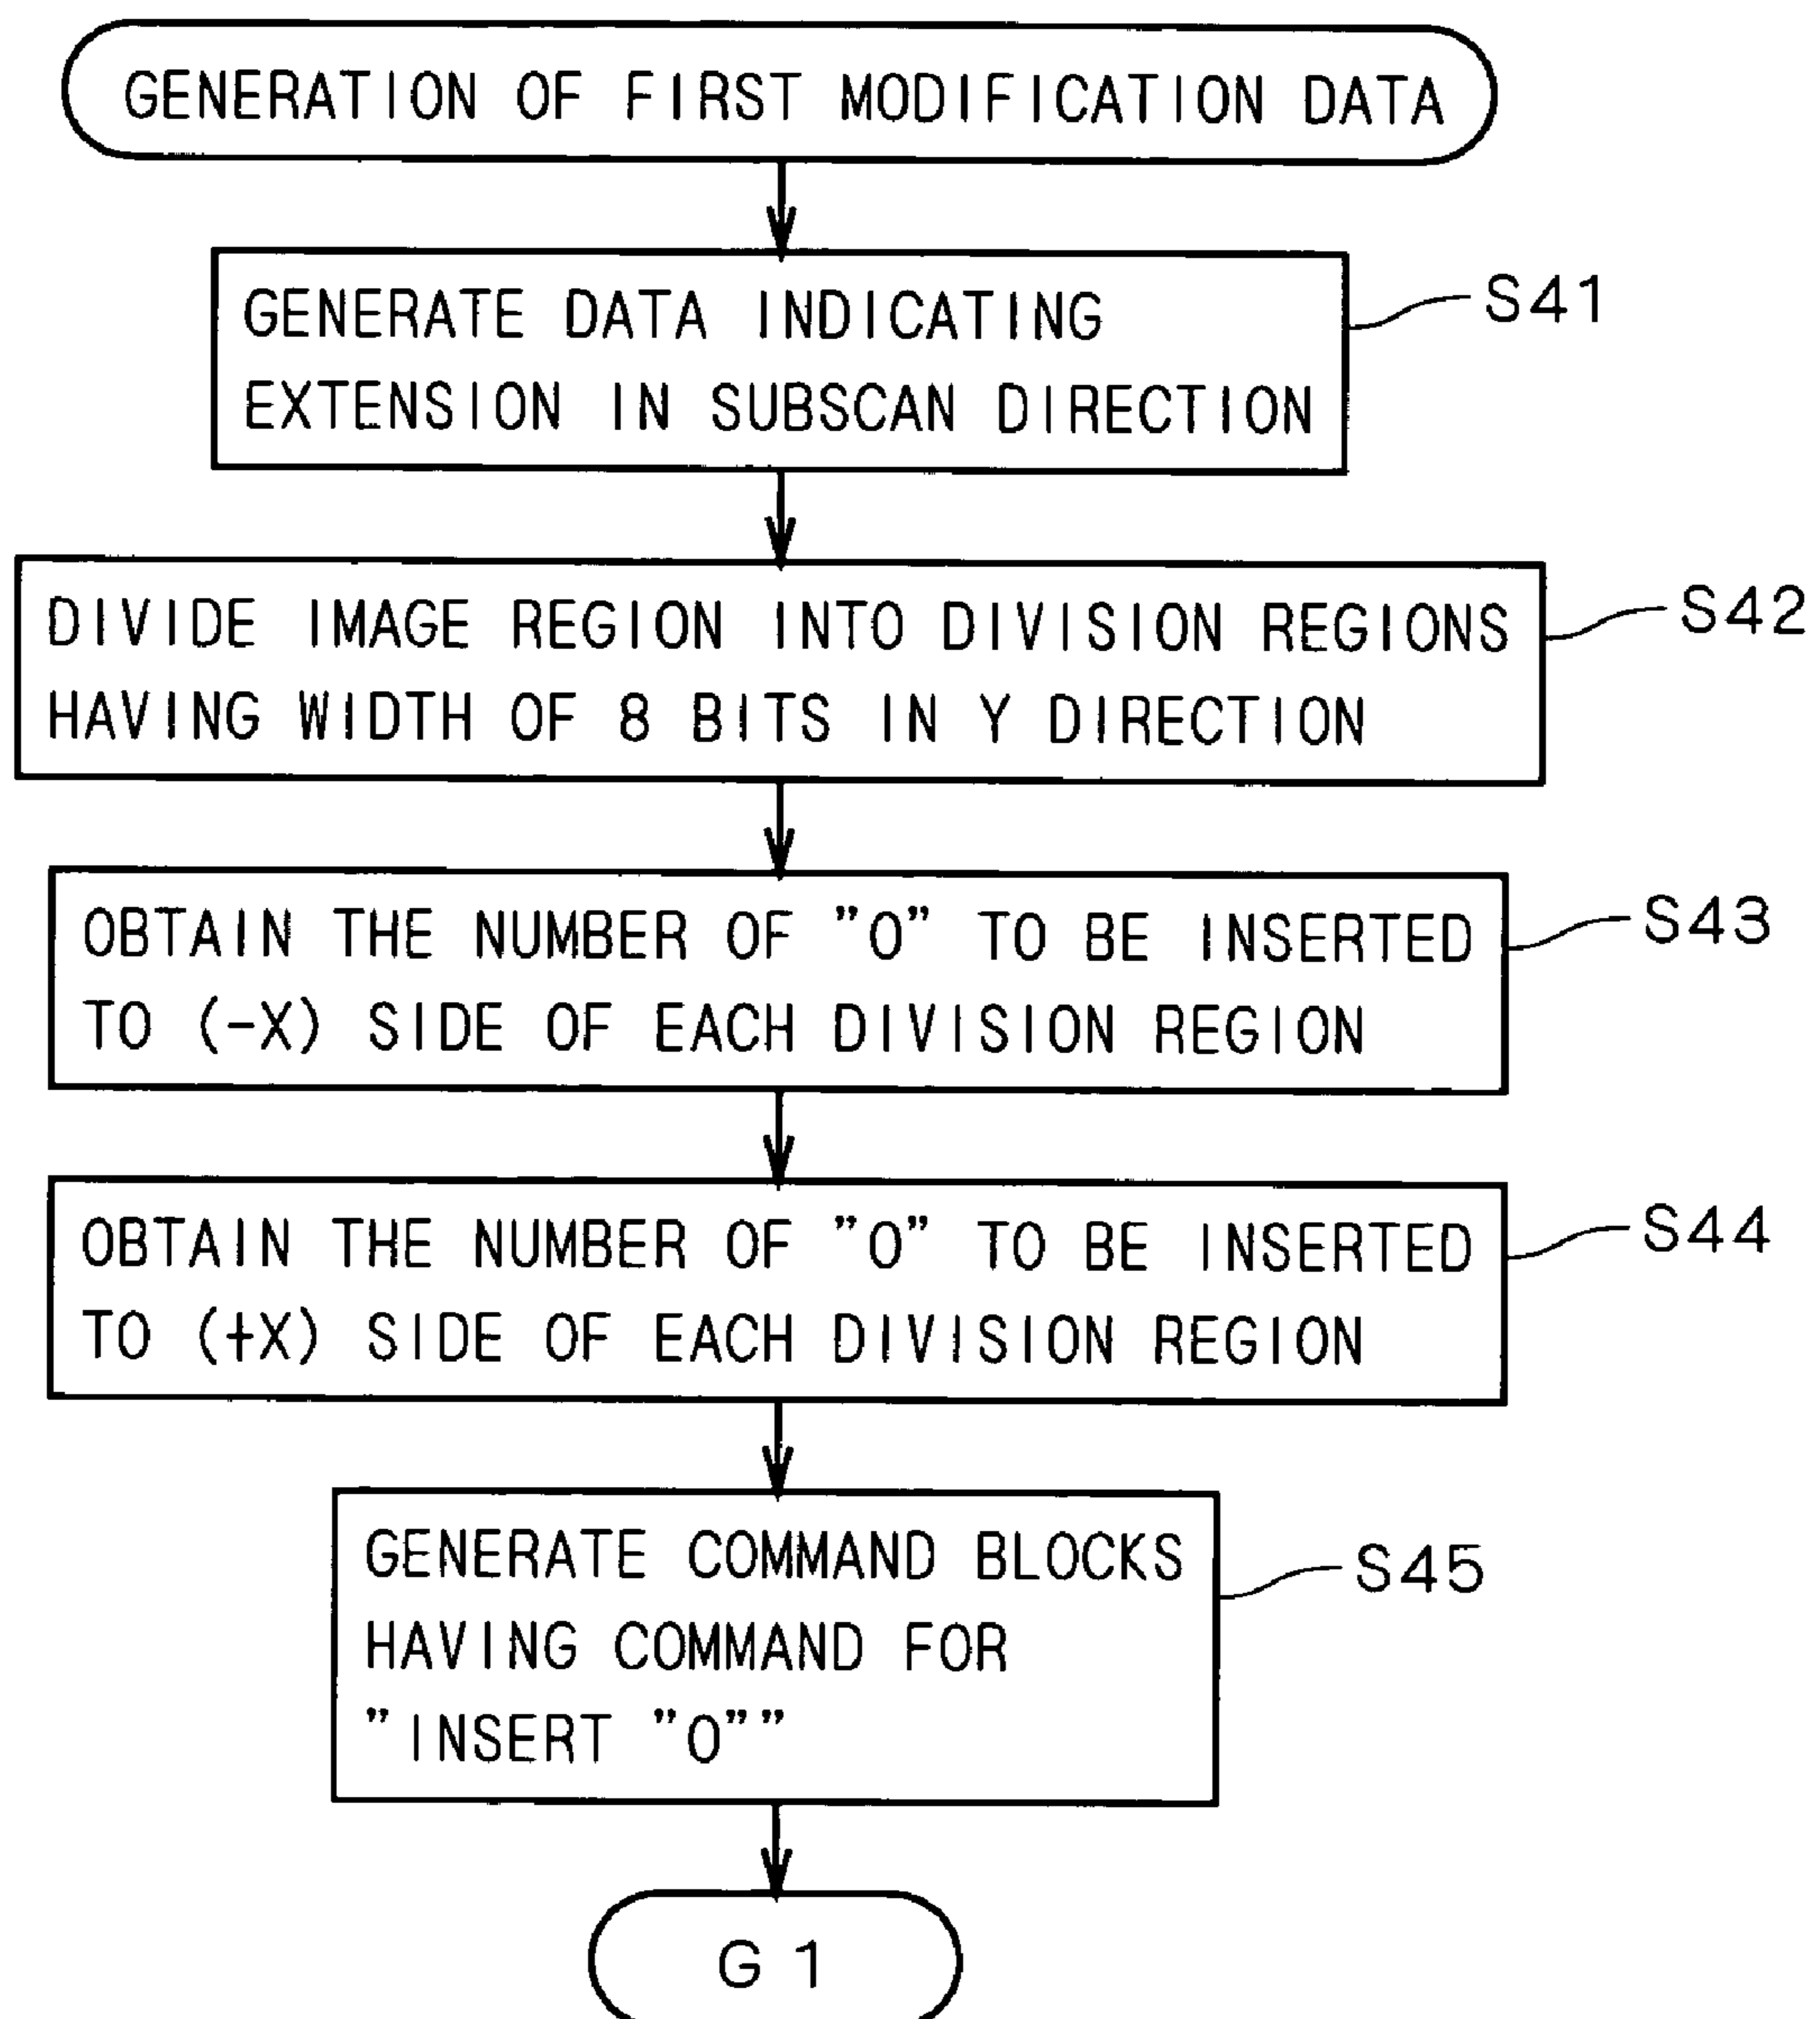 GENERATION OF FIRST MODIFICATION DATA
GENERATE DATA INDICATING
EXTENSION IN SUBSCAN DIRECTION
S41
DIVIDE IMAGE REGION INTO DIVISION REGIONS
HAVING WIDTH OF 8 BITS IN Y DIRECTION
S42
OBTAIN THE NUMBER OF "0" TO BE INSERTED
TO (-X) SIDE OF EACH DIVISION REGION
S43
OBTAIN THE NUMBER OF "0" TO BE INSERTED
TO (+X) SIDE OF EACH DIVISION REGION
S44
GENERATE COMMAND BLOCKS
HAVING COMMAND FOR
"INSERT "0""
S45
G1